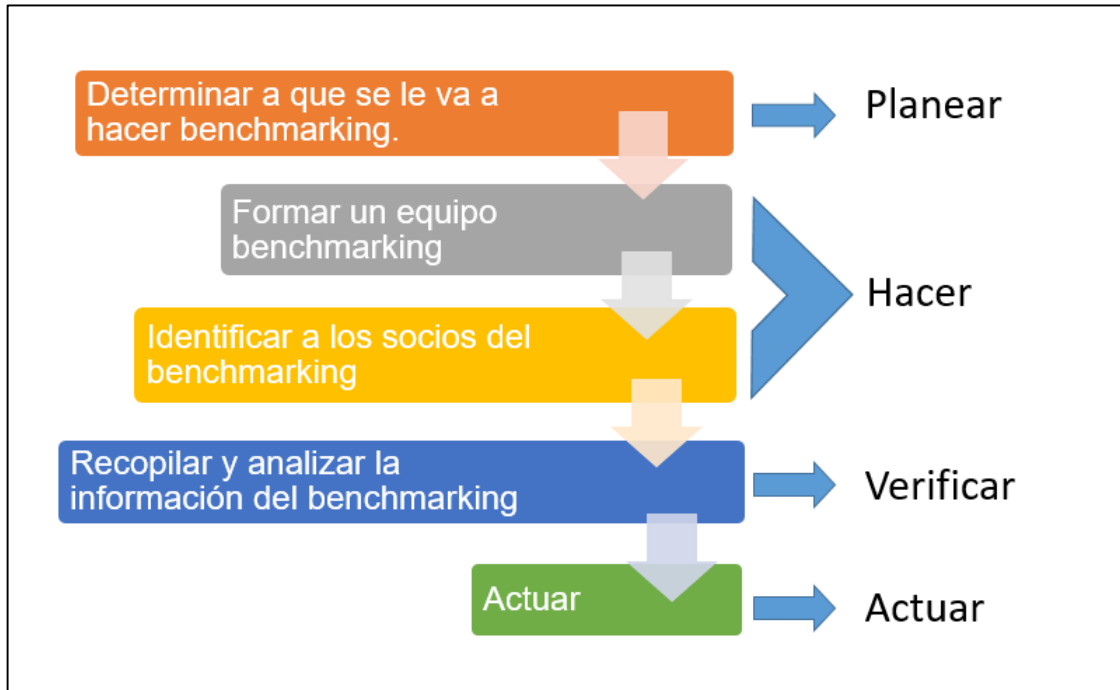 Determinar a que se le va a
hacer benchmarking.
Planear
Formar un equipo
benchmarking
Hacer
Identificar a los socios del
benchmarking
Recopilar y analizar la
información del benchmarking
Verificar
Actuar
Actuar